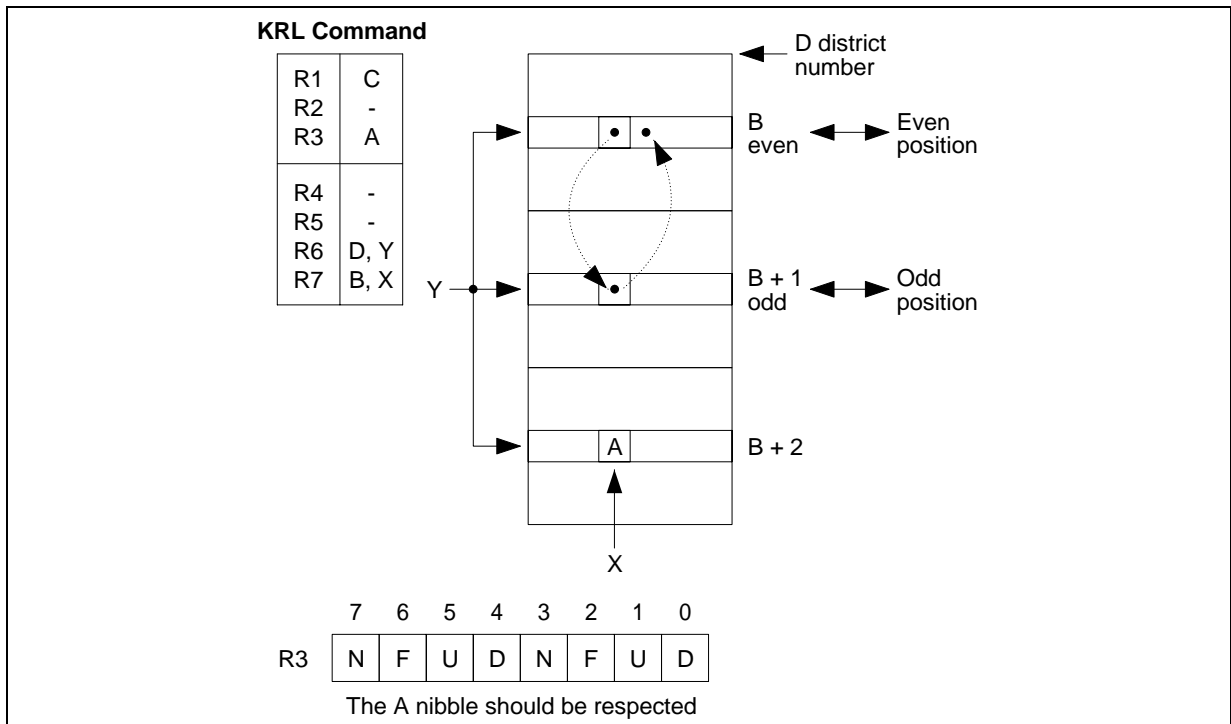 KRL Command
R1 C
R2 -
R3 A
R4 -
R5 -
R6 D, Y
R7 B, X
D district
number
B
even
Even
position
Y
B + 1
odd
Odd
position
A
B + 2
X
7 6 5 4 3 2 1 0
R3 N F U D N F U D
The A nibble should be respected